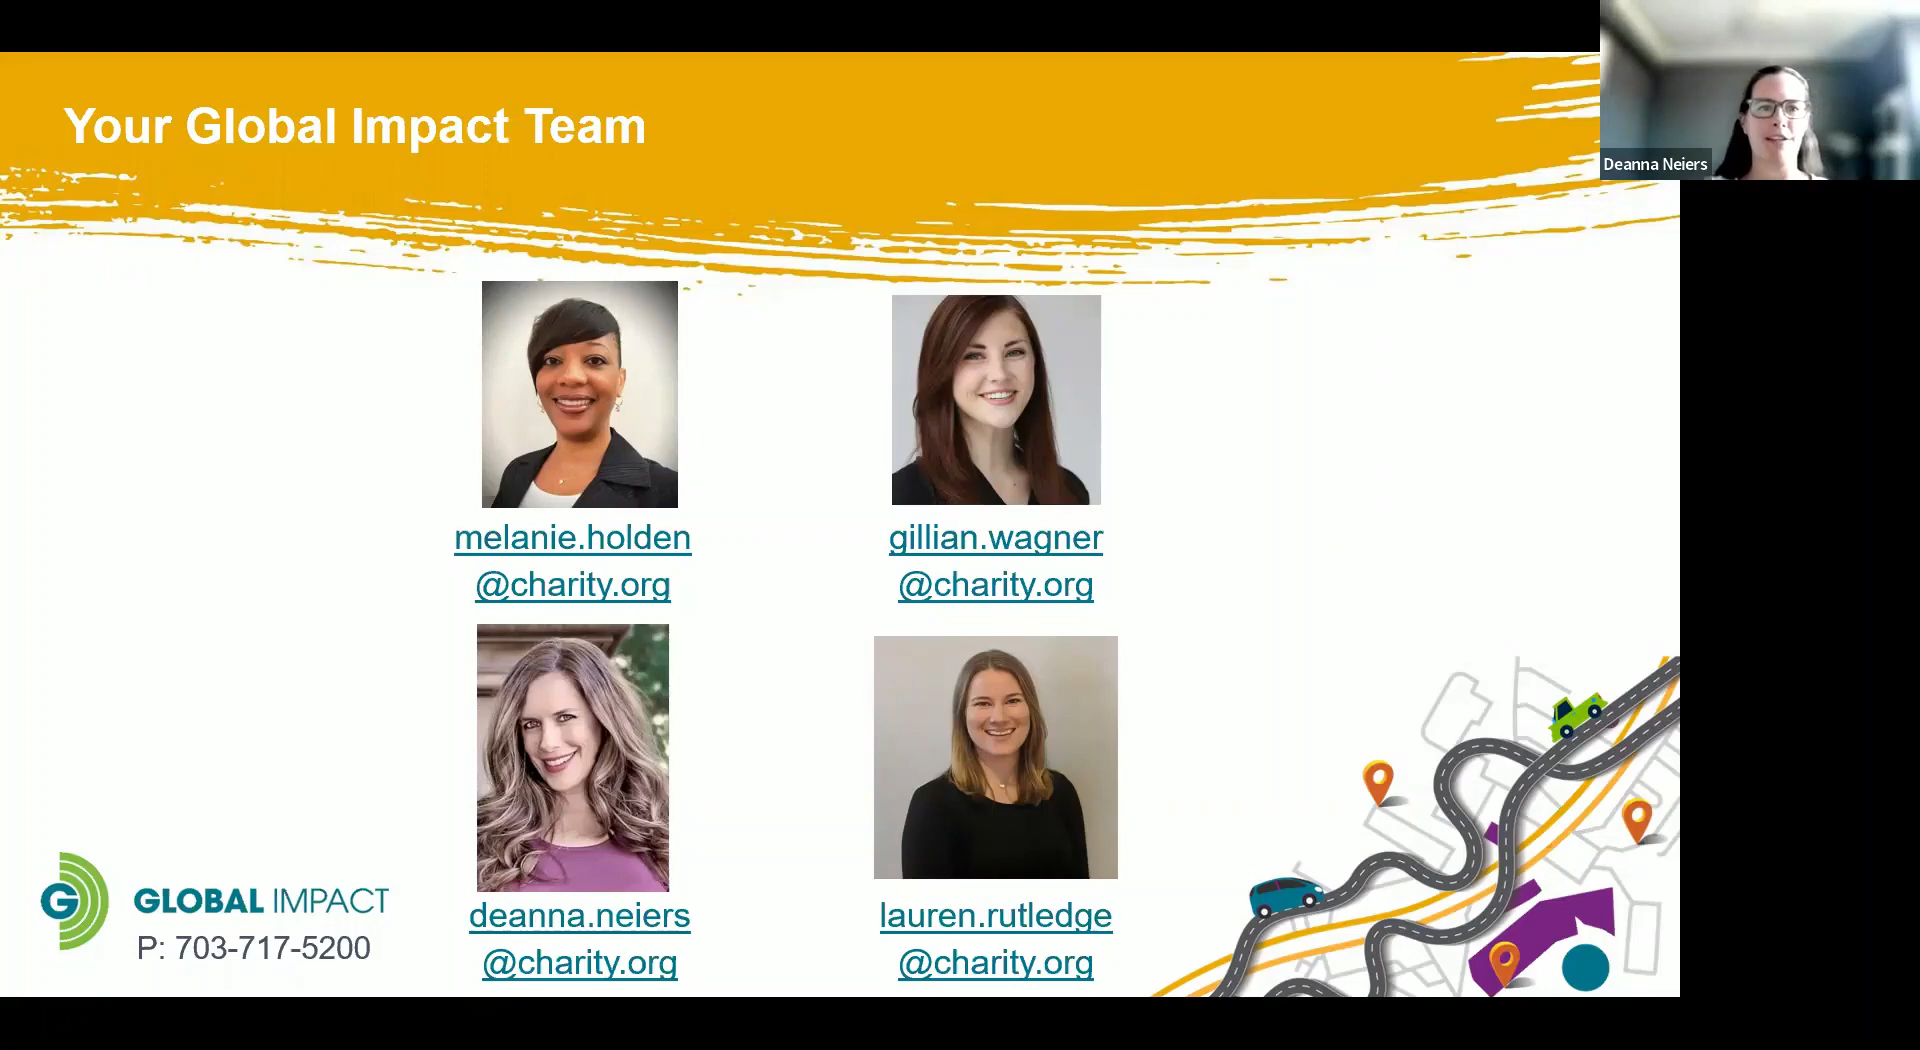 Your Global Impact Team
Deanna Neiers
melanie.holden
@charity.org
gillian.wagner
@charity.org
deanna.neiers
@charity.org
lauren.rutledge
@charity.org
G GLOBAL IMPACT
P: 703-717-5200